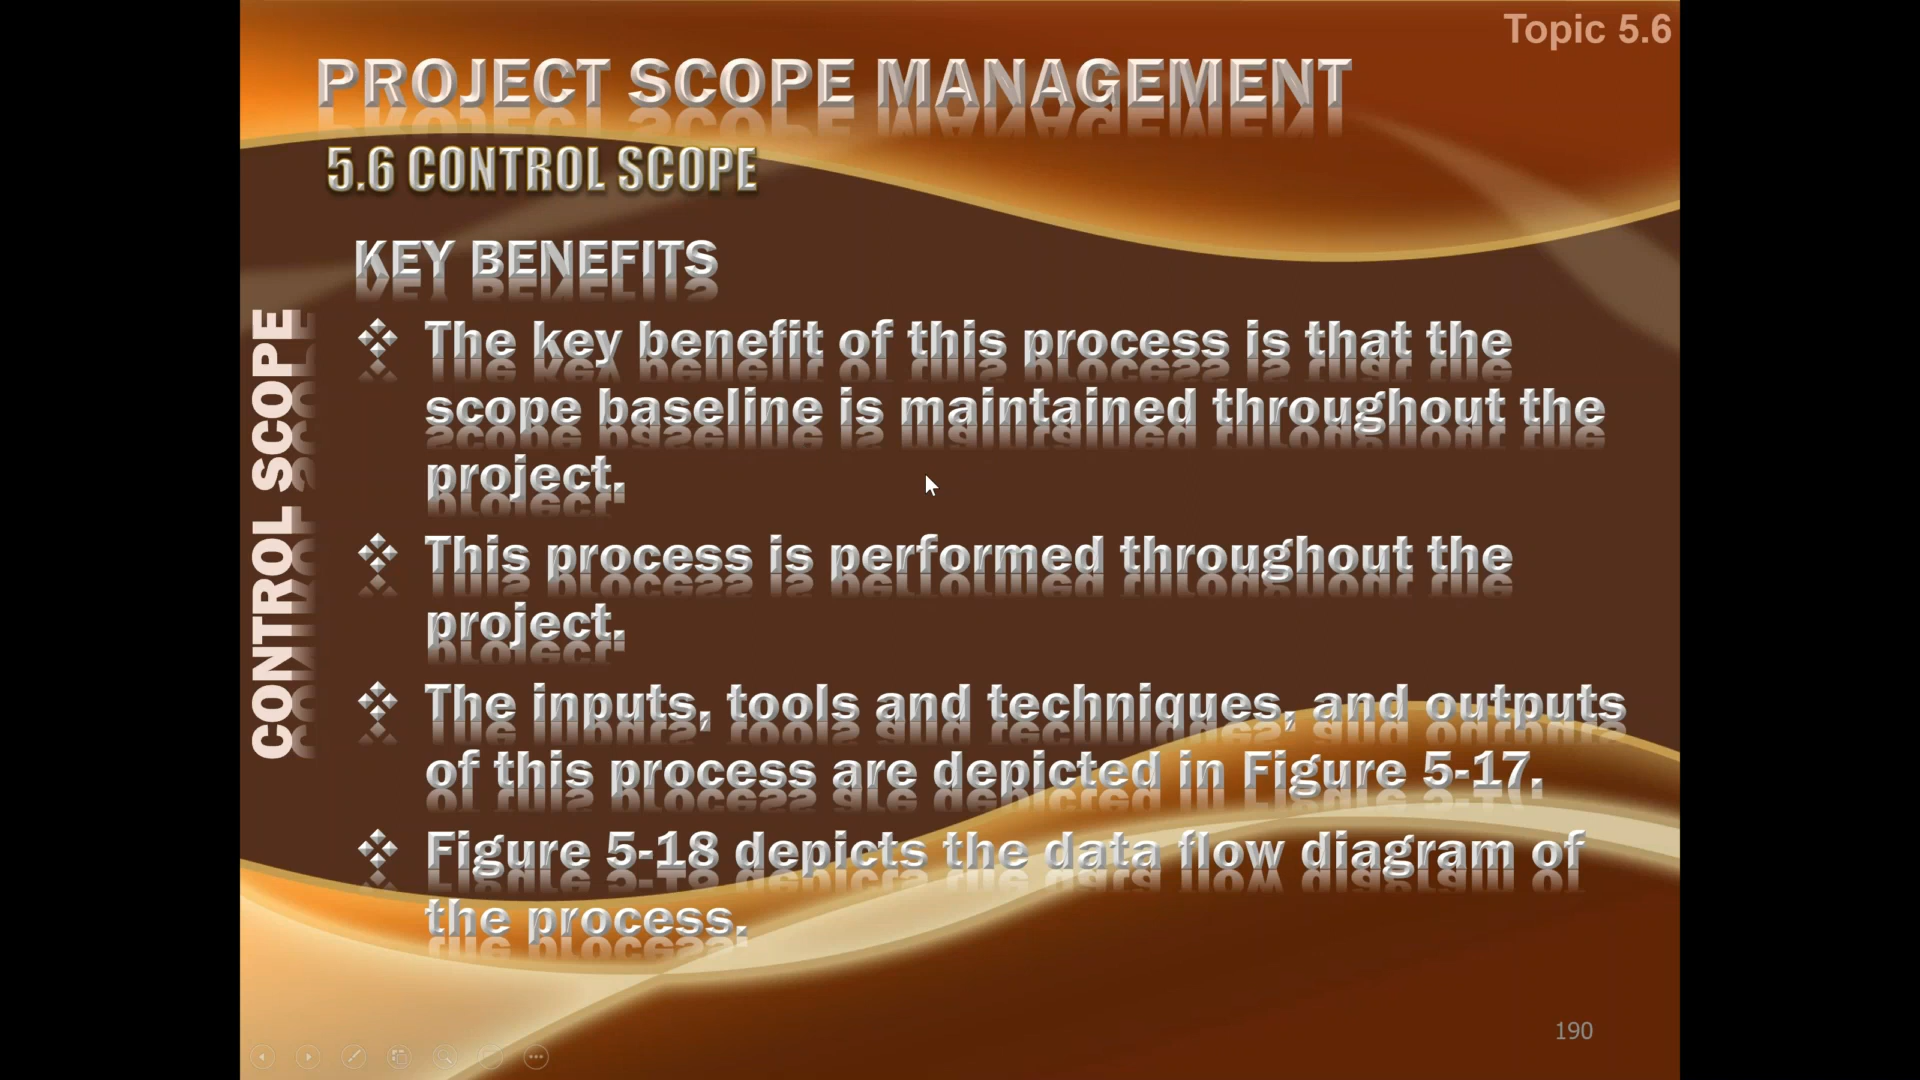 Topic 5.6
PROJECT SCOPE MANAGEMENT
5.6 CONTROL SCOPE
KEY BENEFITS
CONTROL SCOPE
The key benefit of this process is that the
scope baseline is maintained throughout the
project.
This process is performed throughout the
project.
The inputs, tools and techniques, and outputs
of this process are depicted in Figure 5-17.
Figure 5-18 depicts the data flow diagram of
the process.
190